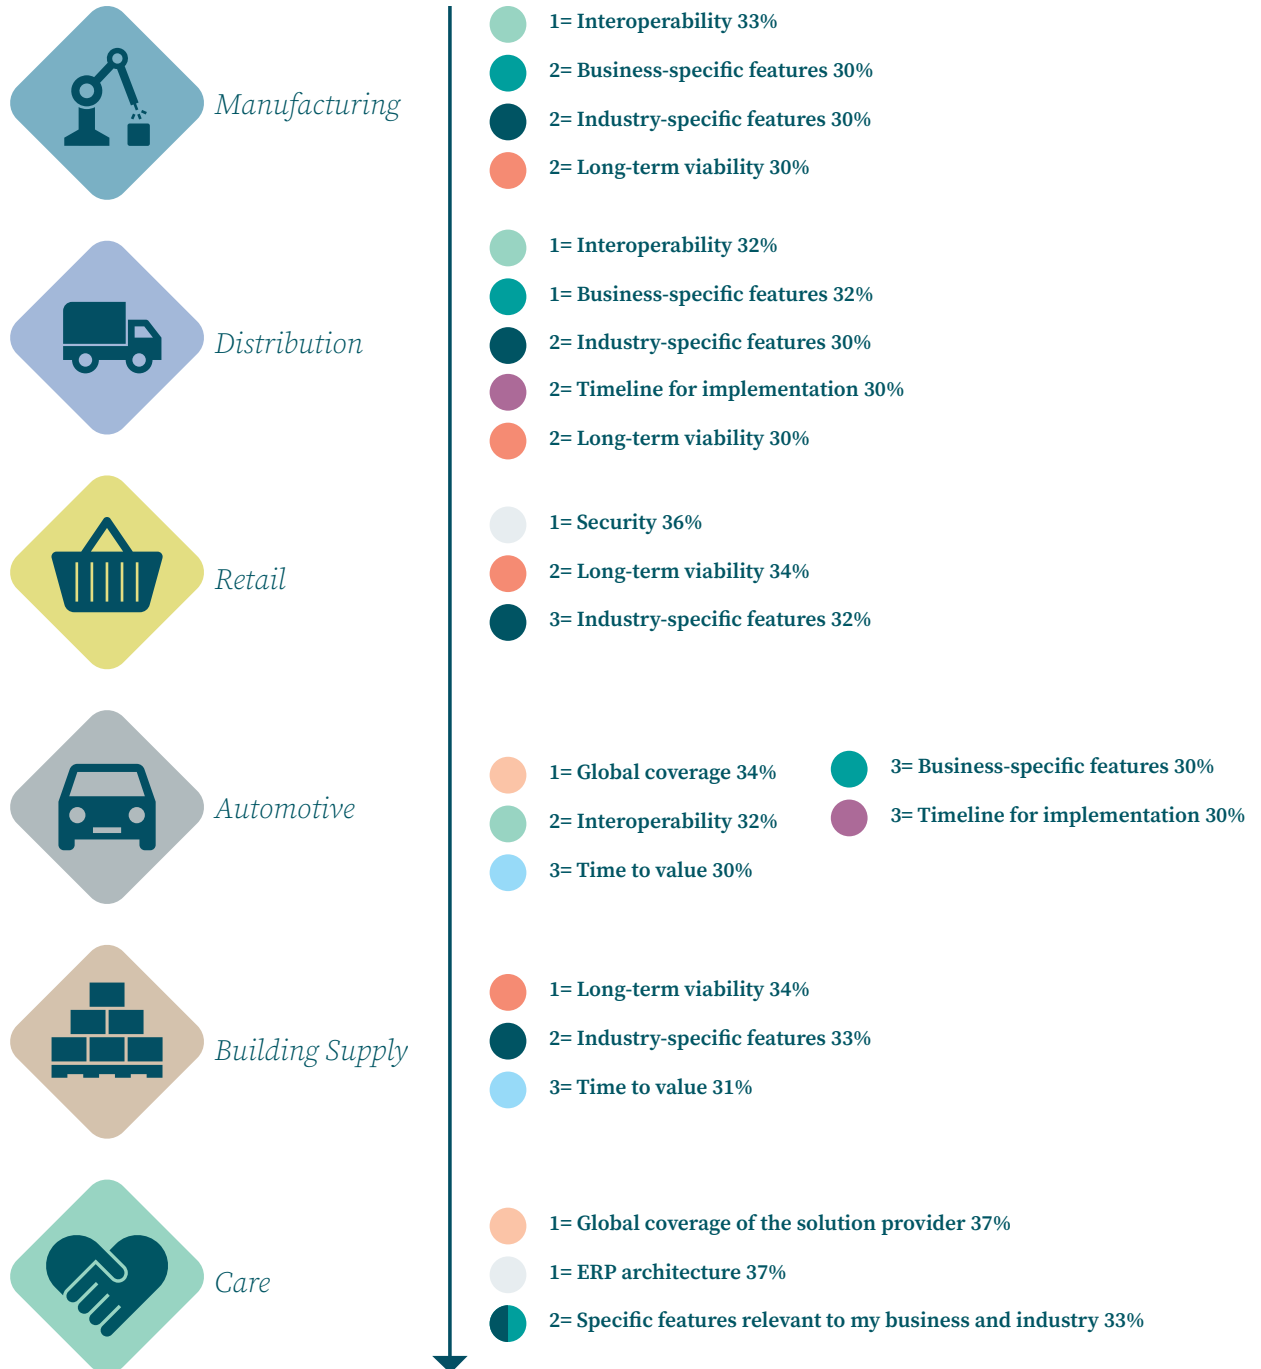 Manufacturing
1= Interoperability 33%
2= Business-specific features 30%
2= Industry-specific features 30%
2= Long-term viability 30%
Distribution
1= Interoperability 32%
1= Business-specific features 32%
2= Industry-specific features 30%
2= Timeline for implementation 30%
2= Long-term viability 30%
Retail
1= Security 36%
2= Long-term viability 34%
3= Industry-specific features 32%
Automotive
1= Global coverage 34%
2= Interoperability 32%
3= Time to value 30%
3= Business-specific features 30%
3= Timeline for implementation 30%
Building Supply
1= Long-term viability 34%
2= Industry-specific features 33%
3= Time to value 31%
Care
1= Global coverage of the solution provider 37%
1= ERP architecture 37%
2= Specific features relevant to my business and industry 33%